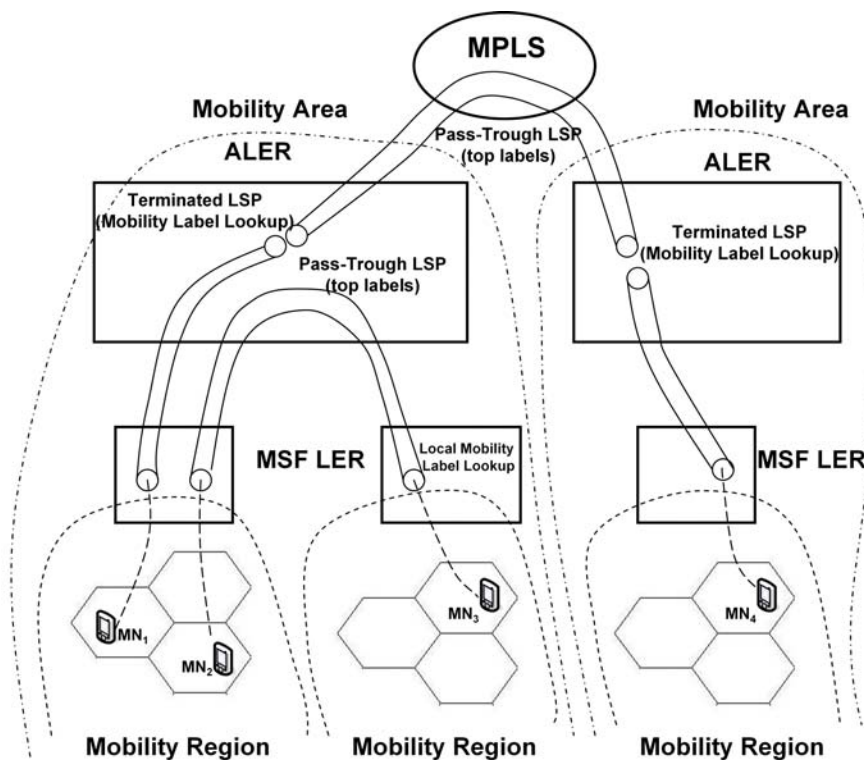 MPLS
Mobility Area
Mobility Area
Pass-Trough LSP
(top labels)
ALER
ALER
Terminated LSP
(Mobility Label Lookup)
Terminated LSP
(Mobility Label Lookup)
Pass-Trough LSP
(top labels)
MSF LER
Local Mobility
Label Lookup
MSF LER
MN1
MN2
MN3
MN4
Mobility Region
Mobility Region
Mobility Region